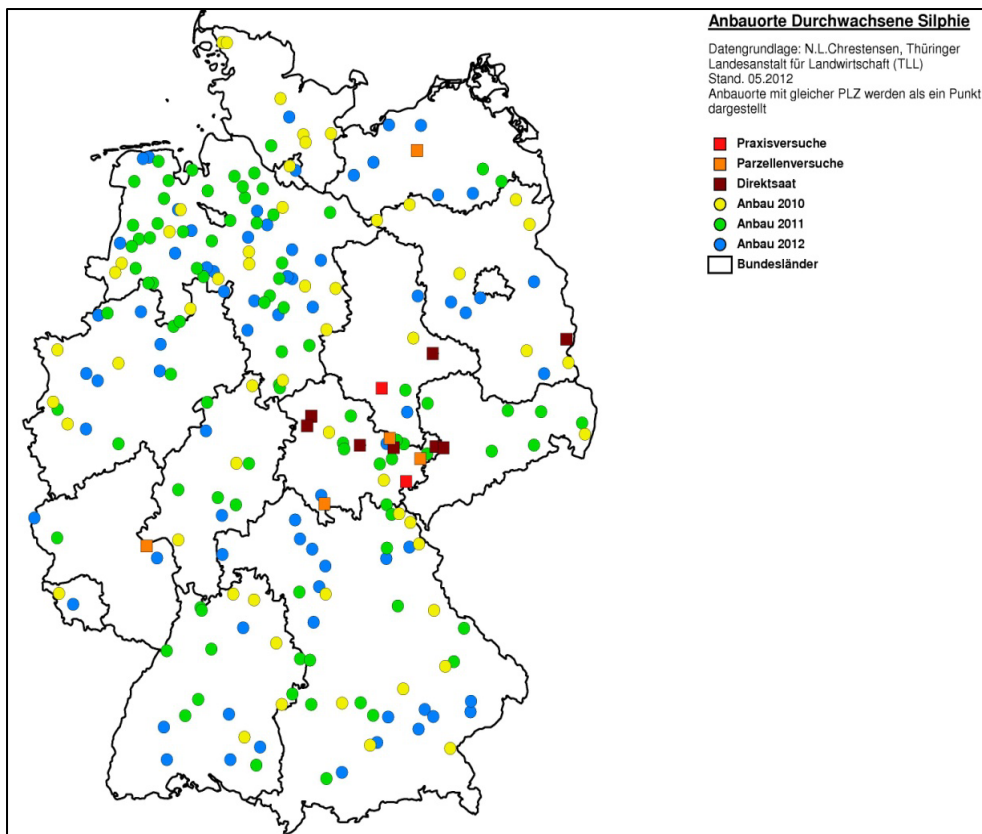 Anbauorte Durchwachsene Silphie
Datengrundlage: N.L.Chrestensen, Thüringer
Landesanstalt für Landwirtschaft (TLL)
Stand. 05.2012
Anbauorte mit gleicher PLZ werden als ein Punkt
dargestellt
Praxisversuche
Parzellenversuche
Direktsaat
Anbau 2010
Anbau 2011
Anbau 2012
Bundesländer